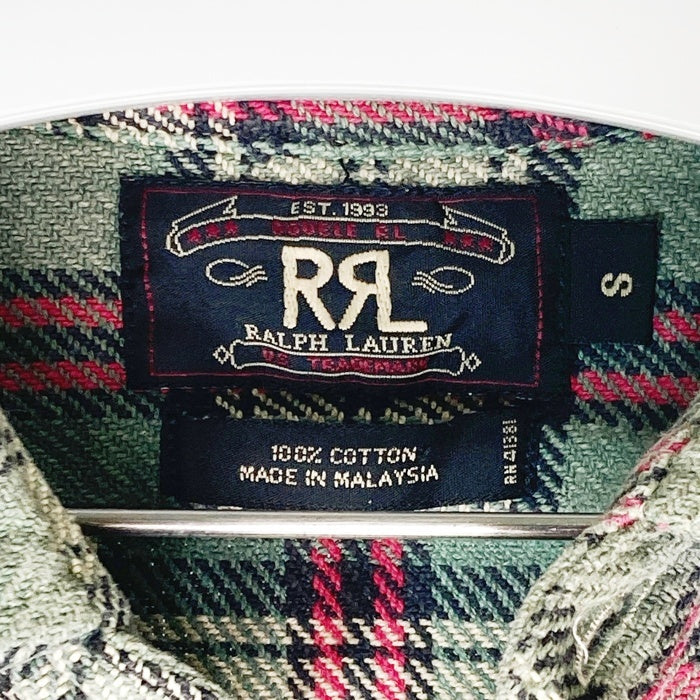 EST. 1993
DOUBLE RL
RRL
RALPH LAUREN
US. TRADEMARK
S
100% COTTON
MADE IN MALAYSIA
RN 41381